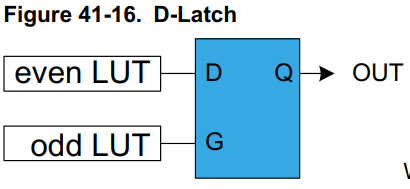 Figure 41-16. D-Latch
even LUT
D
Q
OUT
odd LUT
G